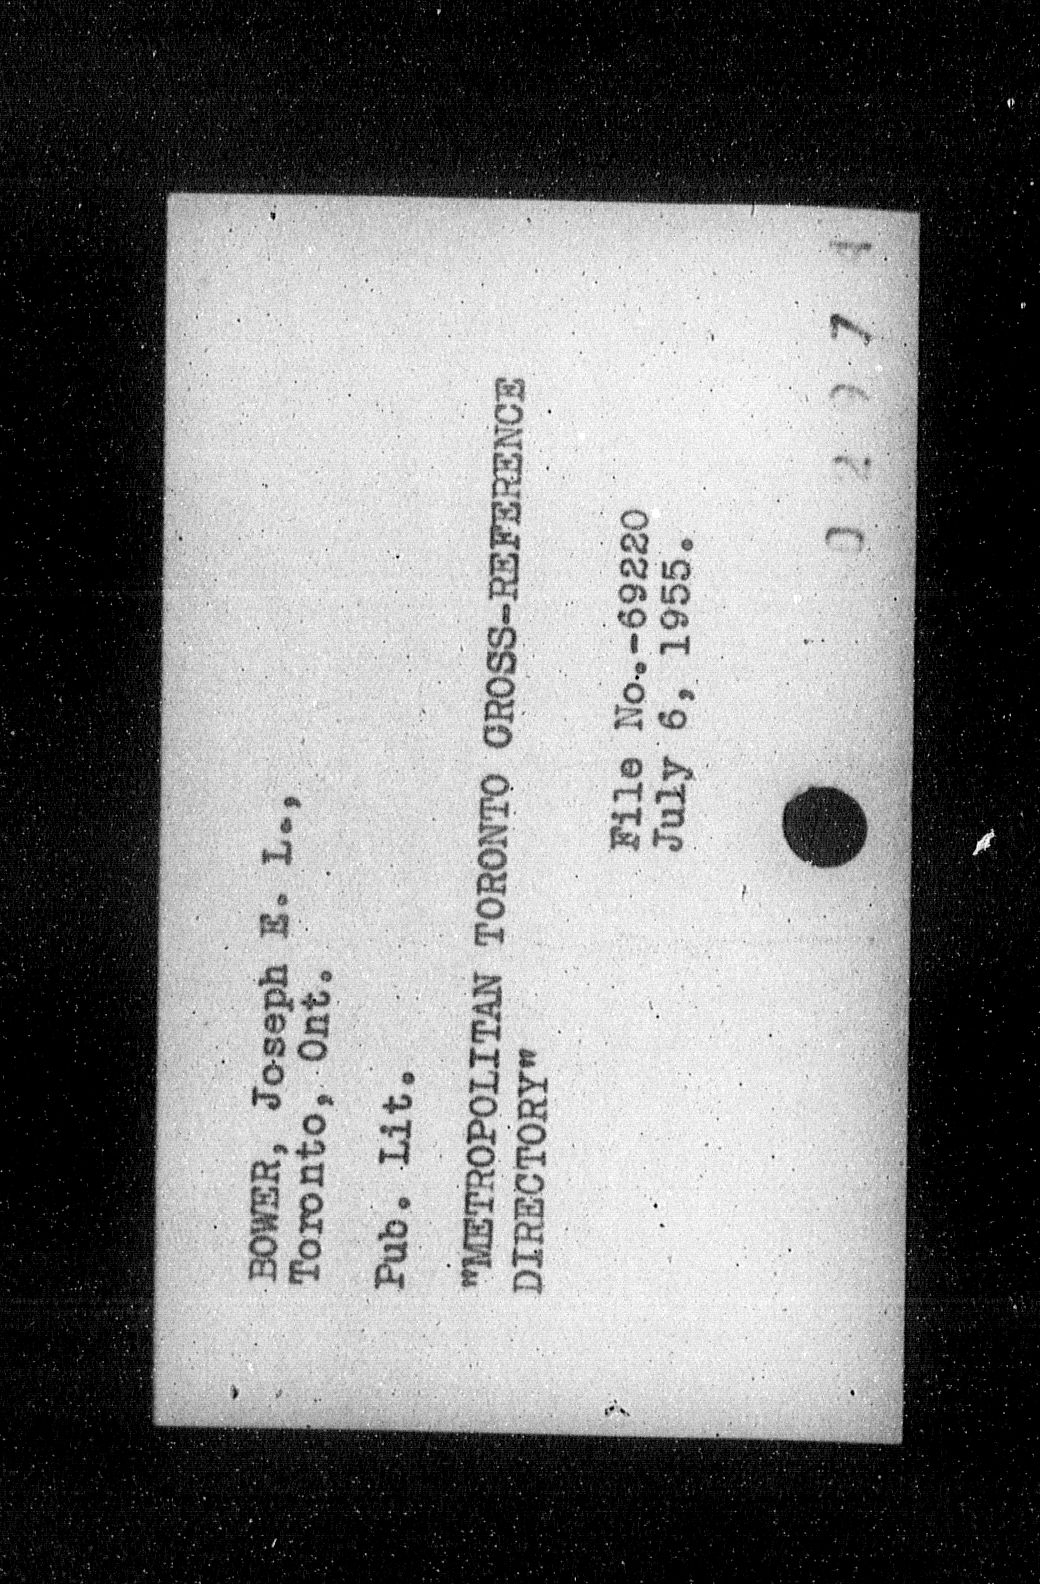 BOWER, Joseph E. L.,
Toronto, Ont.
Pub. Lit.
"METROPOLITAN TORONTO CROSS-REFERENCE
DIRECTORY"
File No.-69220
July 6, 1955.